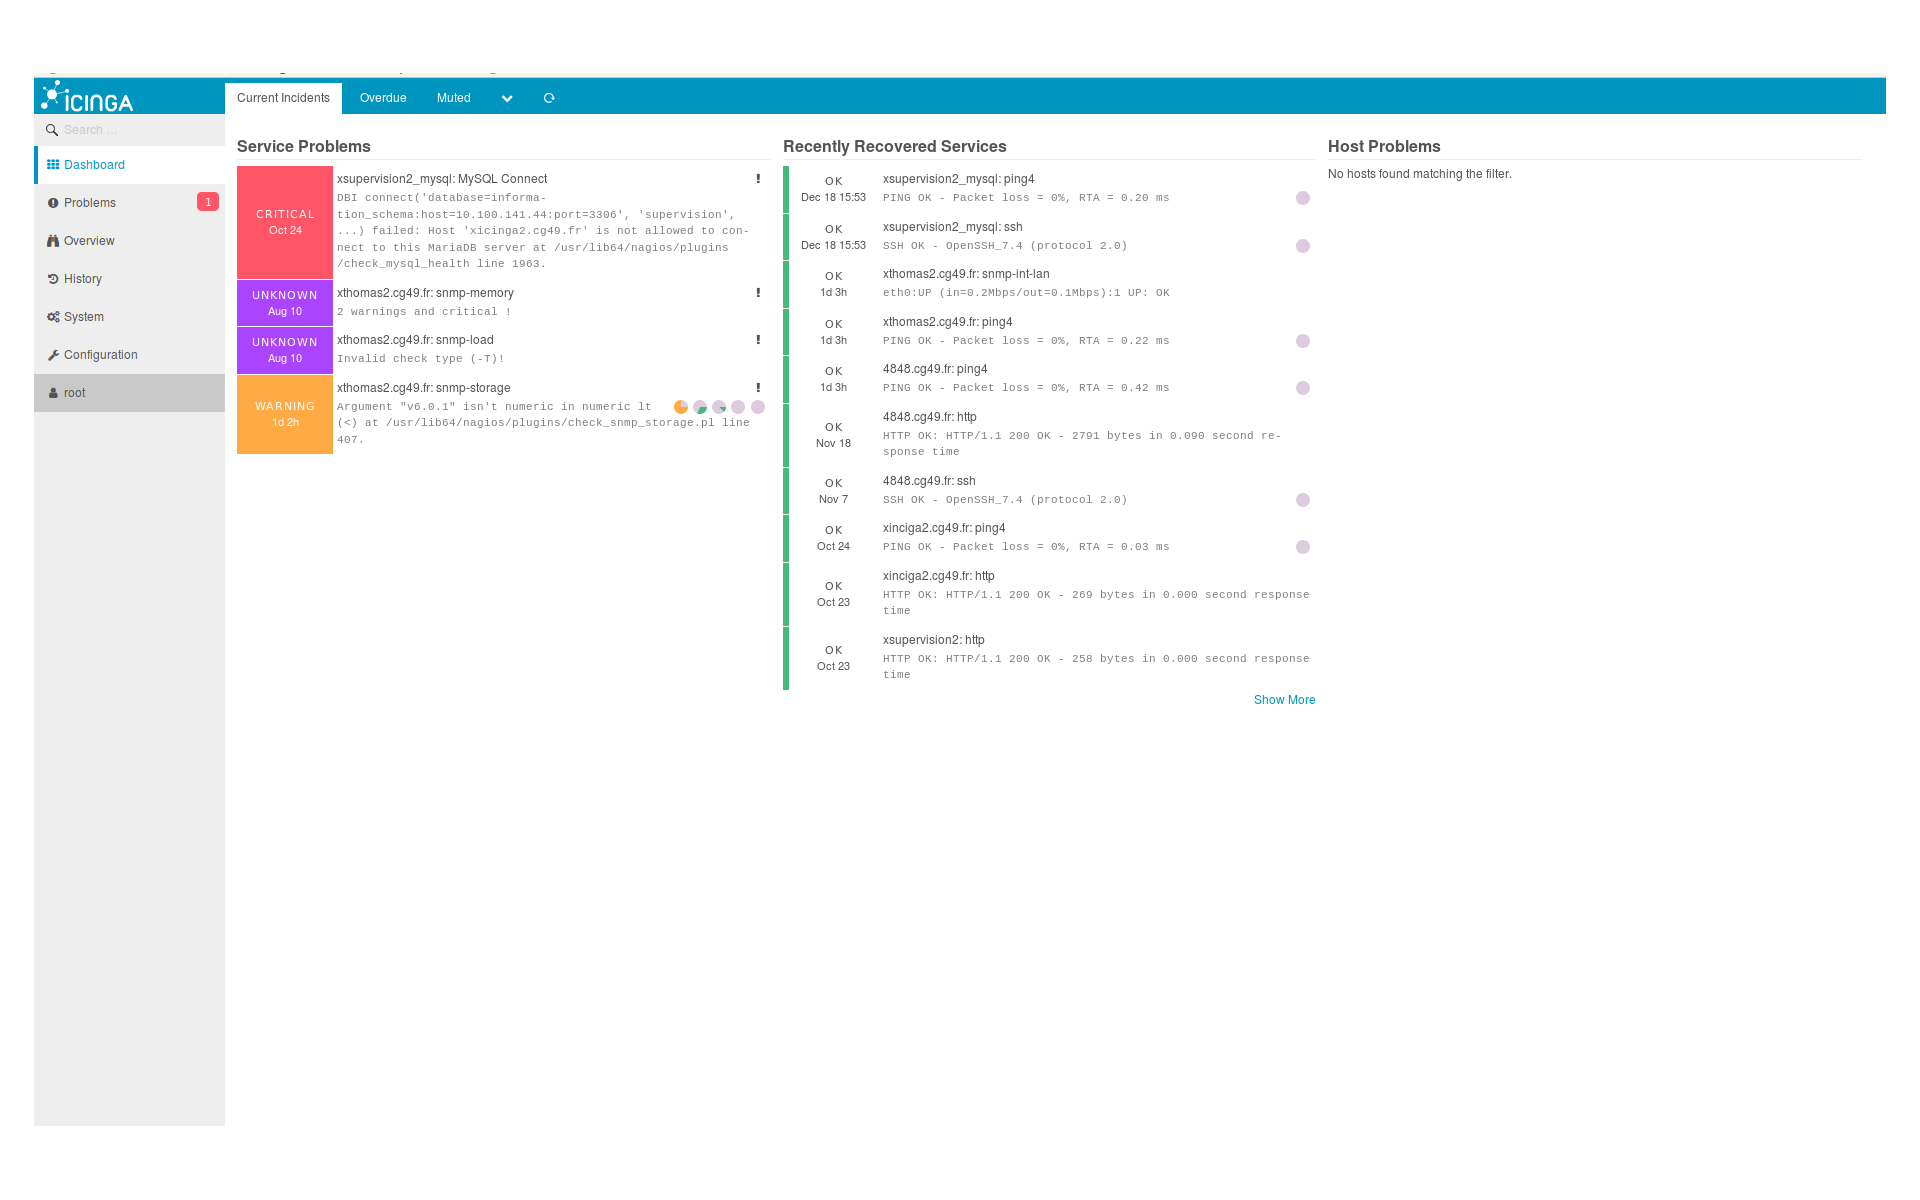 ICINGA
Current Incidents
Overdue
Muted
Search ...
Dashboard
Problems
1
Overview
History
System
Configuration
root
Service Problems
CRITICAL
Oct 24
xsupervision2_mysql: MySQL Connect
!
DBI connect('database=informa-
tion_schema:host=10.100.141.44:port=3306', 'supervision',
...) failed: Host 'xicinga2.cg49.fr' is not allowed to con-
nect to this MariaDB server at /usr/lib64/nagios/plugins
/check_mysql_health line 1963.
UNKNOWN
Aug 10
xthomas2.cg49.fr: snmp-memory
!
2 warnings and critical !
UNKNOWN
Aug 10
xthomas2.cg49.fr: snmp-load
!
Invalid check type (-T)!
WARNING
1d 2h
xthomas2.cg49.fr: snmp-storage
!
Argument "v6.0.1" isn't numeric in numeric lt
(<) at /usr/lib64/nagios/plugins/check_snmp_storage.pl line
407.
Recently Recovered Services
OK
Dec 18 15:53
xsupervision2_mysql: ping4
PING OK - Packet loss = 0%, RTA = 0.20 ms
OK
Dec 18 15:53
xsupervision2_mysql: ssh
SSH OK - OpenSSH_7.4 (protocol 2.0)
OK
1d 3h
xthomas2.cg49.fr: snmp-int-lan
eth0:UP (in=0.2Mbps/out=0.1Mbps):1 UP: OK
OK
1d 3h
xthomas2.cg49.fr: ping4
PING OK - Packet loss = 0%, RTA = 0.22 ms
OK
1d 3h
4848.cg49.fr: ping4
PING OK - Packet loss = 0%, RTA = 0.42 ms
OK
Nov 18
4848.cg49.fr: http
HTTP OK: HTTP/1.1 200 OK - 2791 bytes in 0.090 second re-
sponse time
OK
Nov 7
4848.cg49.fr: ssh
SSH OK - OpenSSH_7.4 (protocol 2.0)
OK
Oct 24
xinciga2.cg49.fr: ping4
PING OK - Packet loss = 0%, RTA = 0.03 ms
OK
Oct 23
xinciga2.cg49.fr: http
HTTP OK: HTTP/1.1 200 OK - 269 bytes in 0.000 second response
time
OK
Oct 23
xsupervision2: http
HTTP OK: HTTP/1.1 200 OK - 258 bytes in 0.000 second response
time
Show More
Host Problems
No hosts found matching the filter.